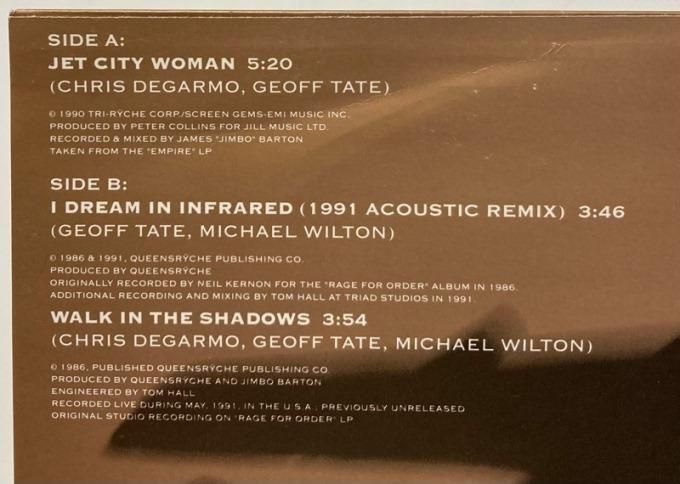 SIDE A:
JET CITY WOMAN 5:20
(CHRIS DEGARMO, GEOFF TATE)
© 1990 TRI-RŸCHE CORP./SCREEN GEMS-EMI MUSIC INC.
PRODUCED BY PETER COLLINS FOR JILL MUSIC LTD.
RECORDED & MIXED BY JAMES "JIMBO" BARTON
TAKEN FROM THE "EMPIRE" LP
SIDE B:
I DREAM IN INFRARED (1991 ACOUSTIC REMIX) 3:46
(GEOFF TATE, MICHAEL WILTON)
© 1986 & 1991, QUEENSRŸCHE PUBLISHING CO.
PRODUCED BY QUEENSRŸCHE
ORIGINALLY RECORDED BY NEIL KERNON FOR THE "RAGE FOR ORDER" ALBUM IN 1986.
ADDITIONAL RECORDING AND MIXING BY TOM HALL AT TRIAD STUDIOS IN 1991.
WALK IN THE SHADOWS 3:54
(CHRIS DEGARMO, GEOFF TATE, MICHAEL WILTON)
© 1986, PUBLISHED QUEENSRŸCHE PUBLISHING CO.
PRODUCED BY QUEENSRŸCHE AND JIMBO BARTON
ENGINEERED BY TOM HALL
RECORDED LIVE DURING MAY, 1991, IN THE U.S.A.; PREVIOUSLY UNRELEASED
ORIGINAL STUDIO RECORDING ON "RAGE FOR ORDER" LP